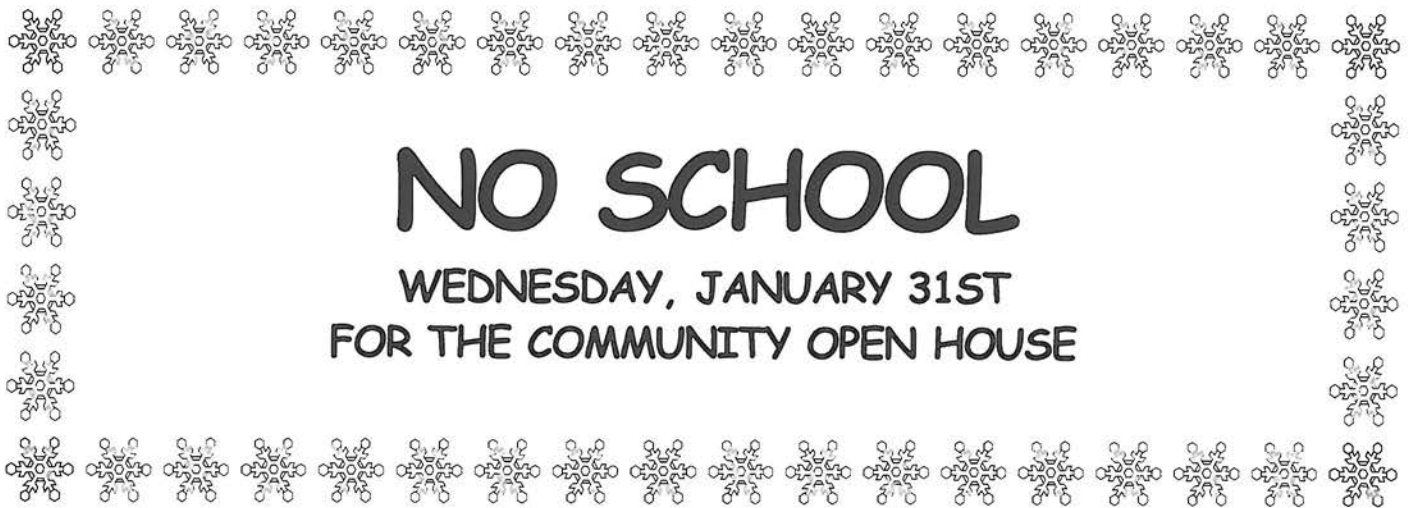 NO SCHOOL
WEDNESDAY, JANUARY 31ST
FOR THE COMMUNITY OPEN HOUSE